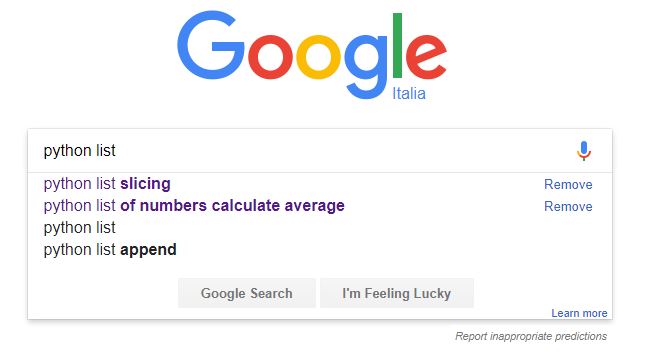 Google
Italia
python list
python list slicing Remove
python list of numbers calculate average Remove
python list
python list append
Google Search I'm Feeling Lucky
Learn more
Report inappropriate predictions